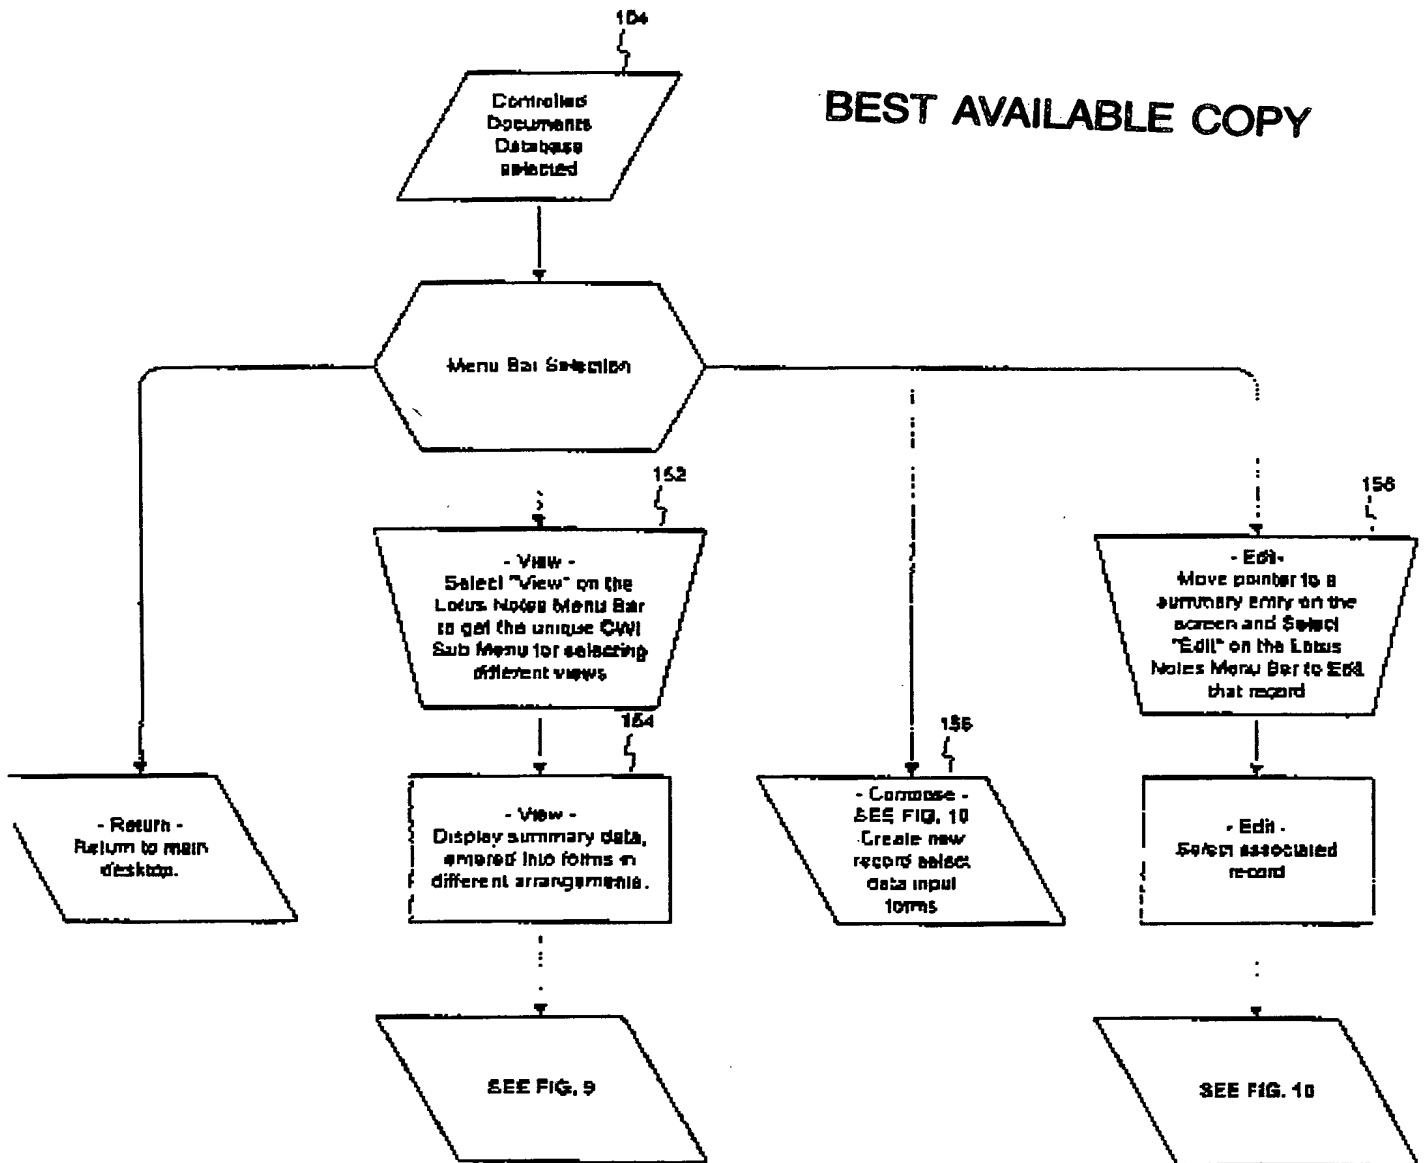 104
BEST AVAILABLE COPY
Controlled
Documents
Database
selected
Menu Bar Selection
152
- View -
Select "View" on the
Lotus Notes Menu Bar
to get the unique CWI
Sub Menu for selecting
different views
158
- Edit -
Move pointer to a
summary entry on the
screen and Select
"Edit" on the Lotus
Notes Menu Bar to Edit
that record
154
- View -
Display summary data,
entered into forms in
different arrangements.
156
- Compose -
SEE FIG. 10
Create new
record select
data input
forms
- Return -
Return to main
desktop.
- Edit -
Select associated
record
SEE FIG. 9
SEE FIG. 10